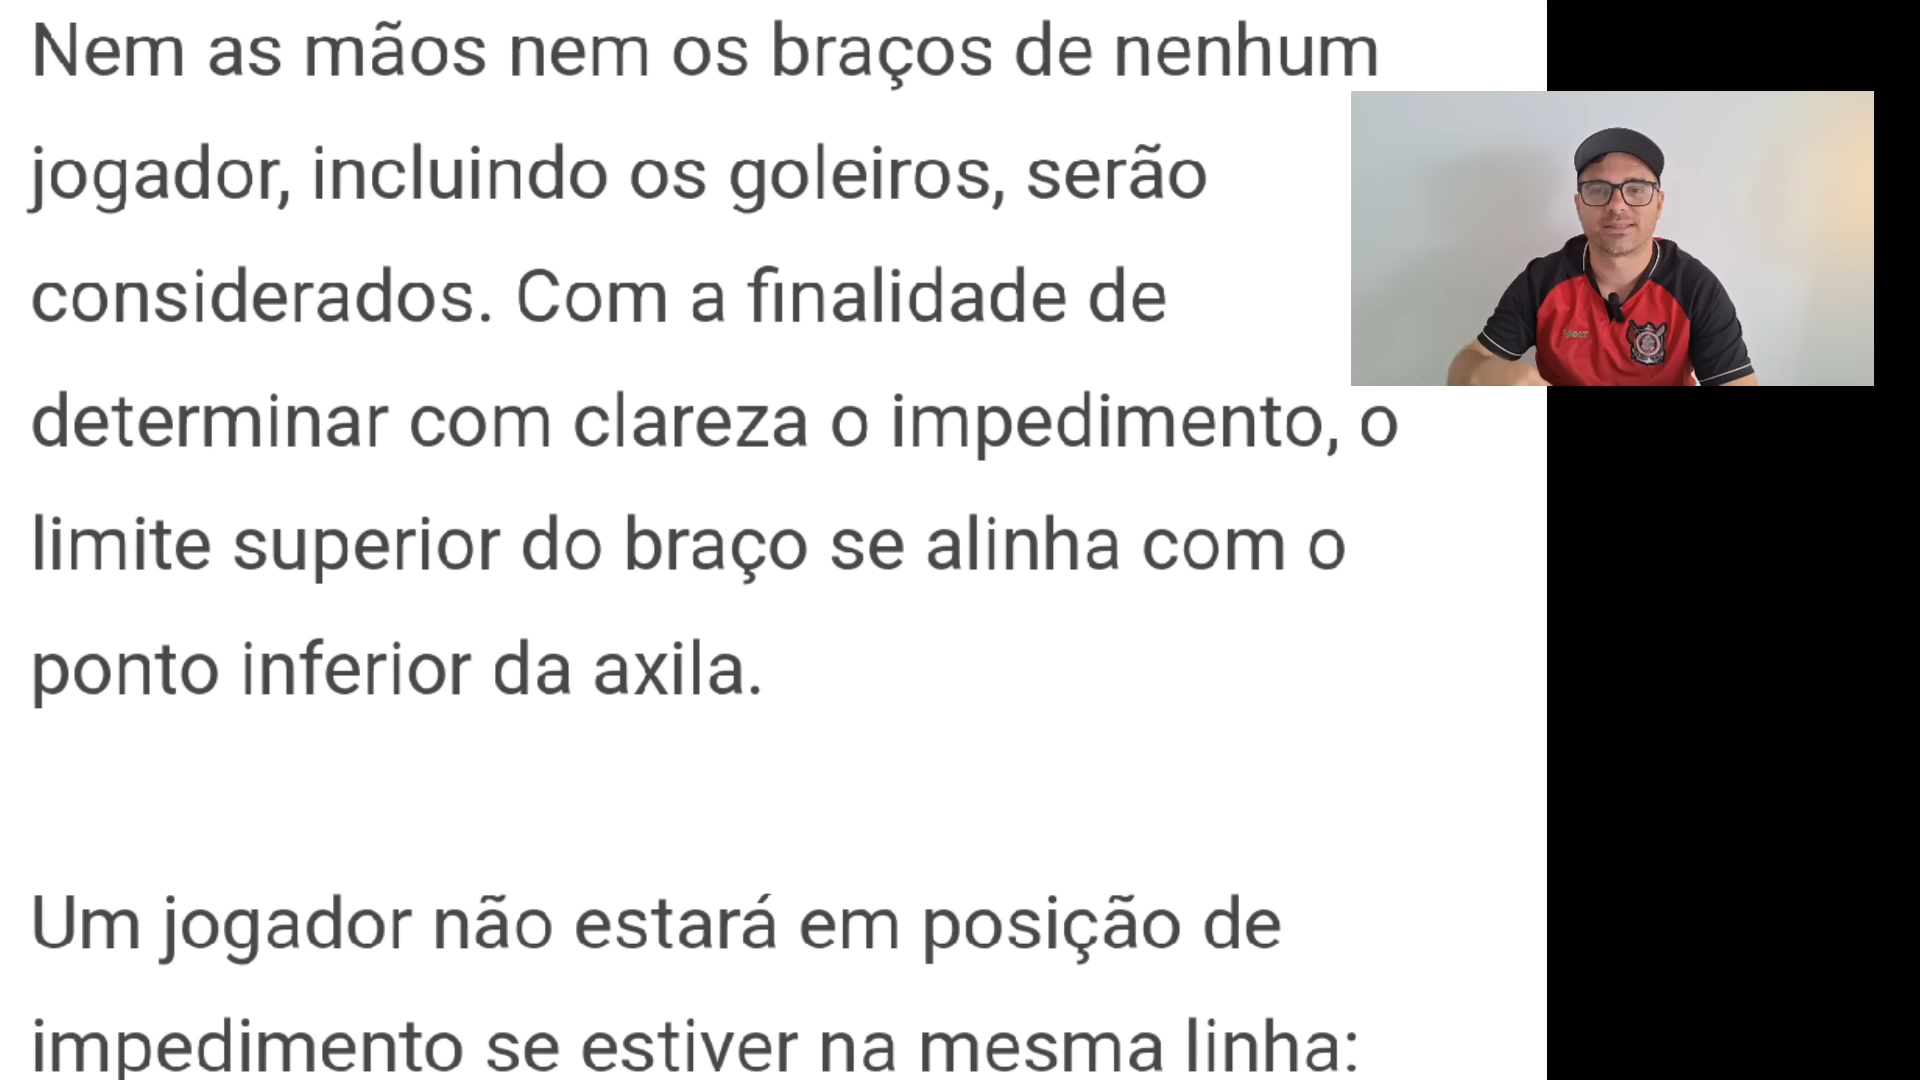 Nem as mãos nem os braços de nenhum
jogador, incluindo os goleiros, serão
considerados. Com a finalidade de
determinar com clareza o impedimento, o
limite superior do braço se alinha com o
ponto inferior da axila.
Um jogador não estará em posição de
impedimento se estiver na mesma linha: